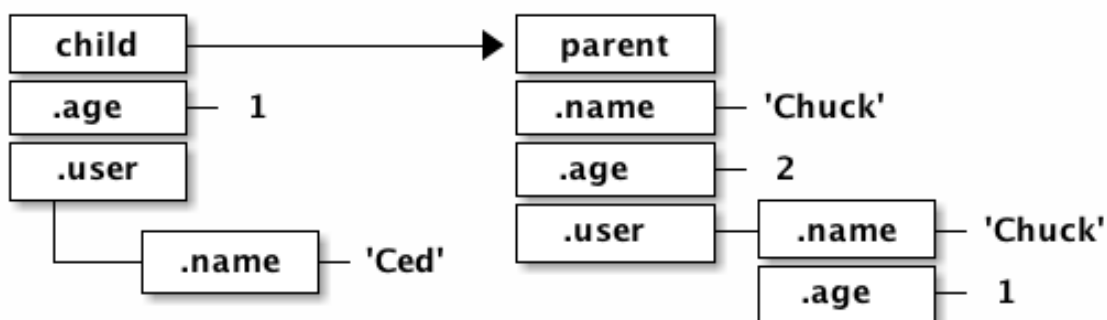 child
parent
.age
1
.name
'Chuck'
.user
.age
2
.user
.name
'Chuck'
.name
'Ced'
.age
1